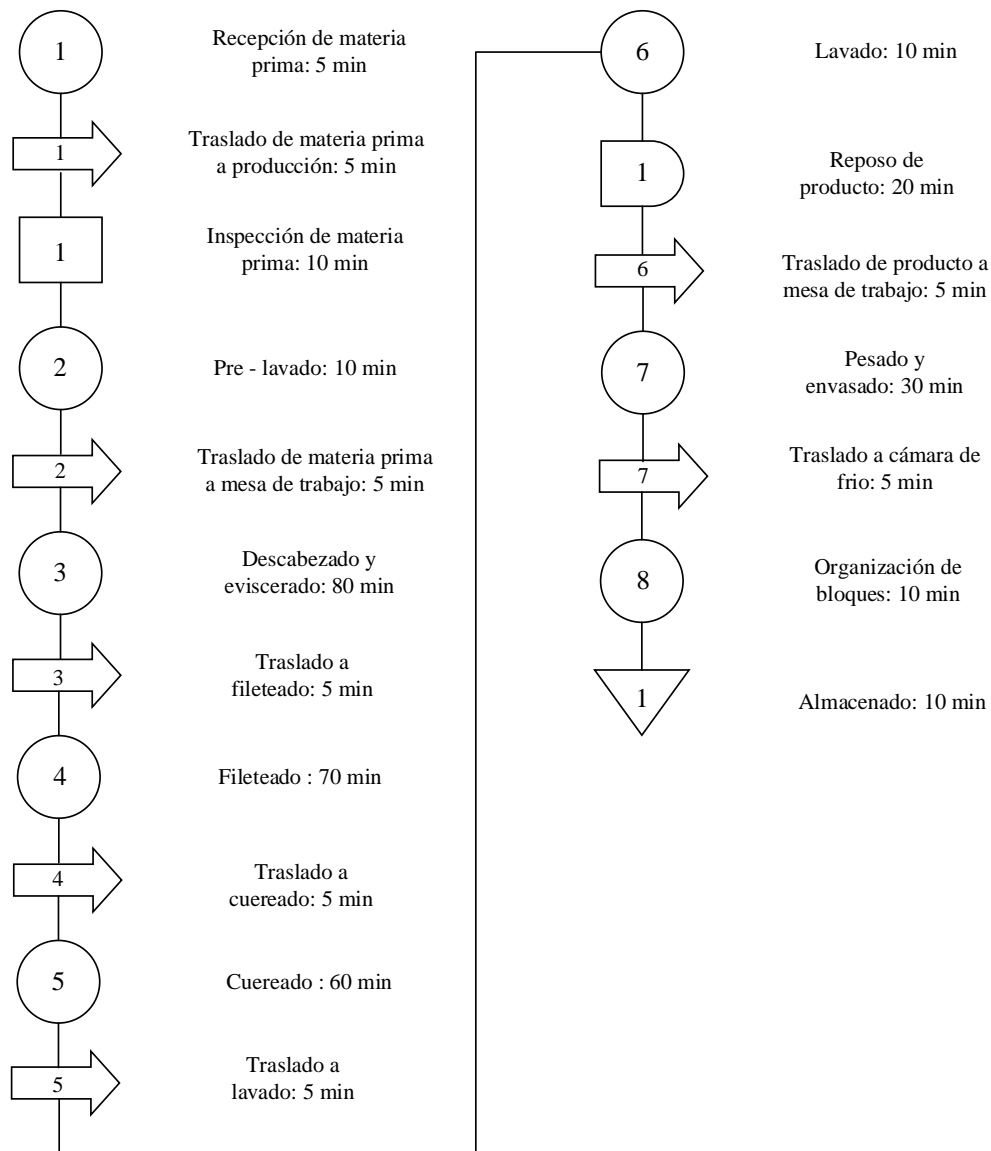 1
Recepción de materia
prima: 5 min
1
Traslado de materia prima
a producción: 5 min
1
Inspección de materia
prima: 10 min
2
Pre - lavado: 10 min
2
Traslado de materia prima
a mesa de trabajo: 5 min
3
Descabezado y
eviscerado: 80 min
3
Traslado a
fileteado: 5 min
4
Fileteado : 70 min
4
Traslado a
cuereado: 5 min
5
Cuereado : 60 min
5
Traslado a
lavado: 5 min
6
Lavado: 10 min
1
Reposo de
producto: 20 min
6
Traslado de producto a
mesa de trabajo: 5 min
7
Pesado y
envasado: 30 min
7
Traslado a cámara de
frio: 5 min
8
Organización de
bloques: 10 min
1
Almacenado: 10 min